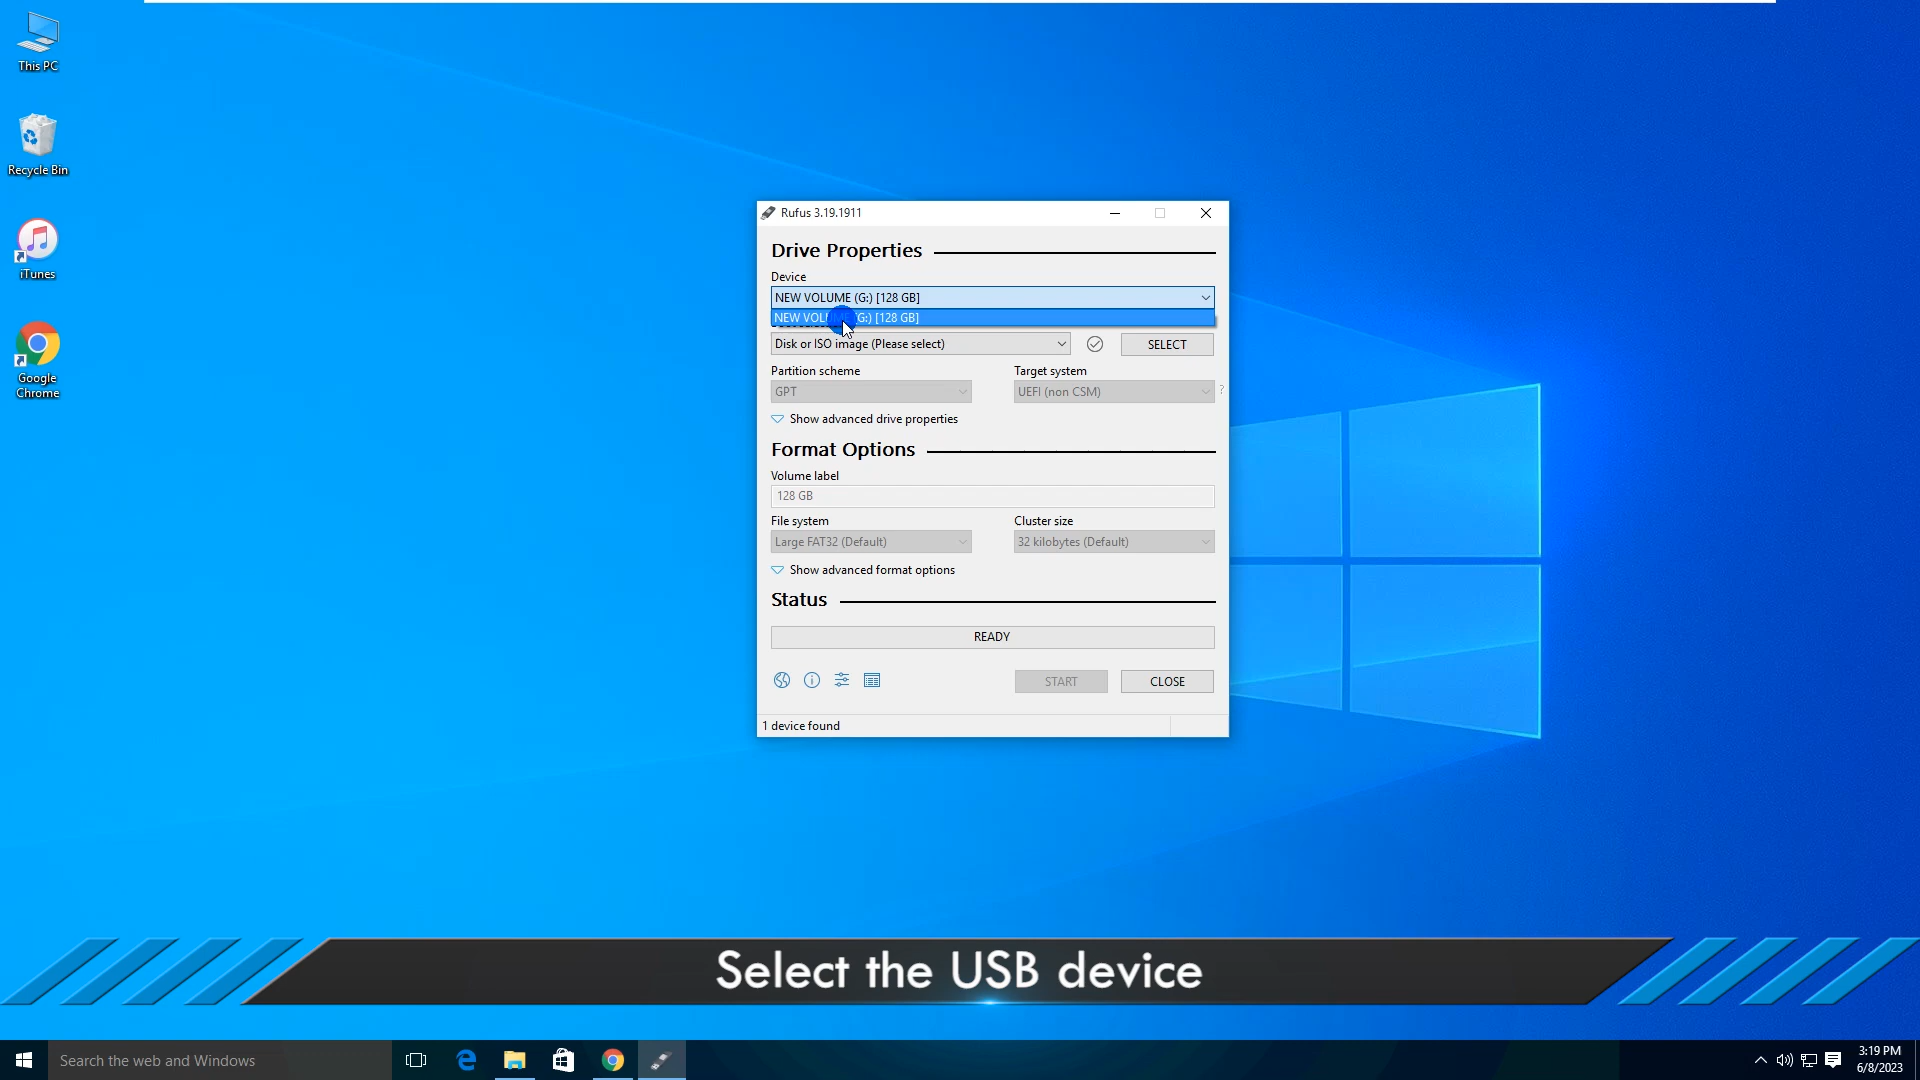 This PC
Recycle Bin
iTunes
Google
Chrome
Rufus 3.19.1911
Drive Properties
Device
NEW VOLUME (G:) [128 GB]
NEW VOLUME (G:) [128 GB]
Disk or ISO image (Please select)
SELECT
Partition scheme
Target system
GPT
UEFI (non CSM)
?
Show advanced drive properties
Format Options
Volume label
128 GB
File system
Cluster size
Large FAT32 (Default)
32 kilobytes (Default)
Show advanced format options
Status
READY
START
CLOSE
1 device found
Select the USB device
Search the web and Windows
3:19 PM
6/8/2023